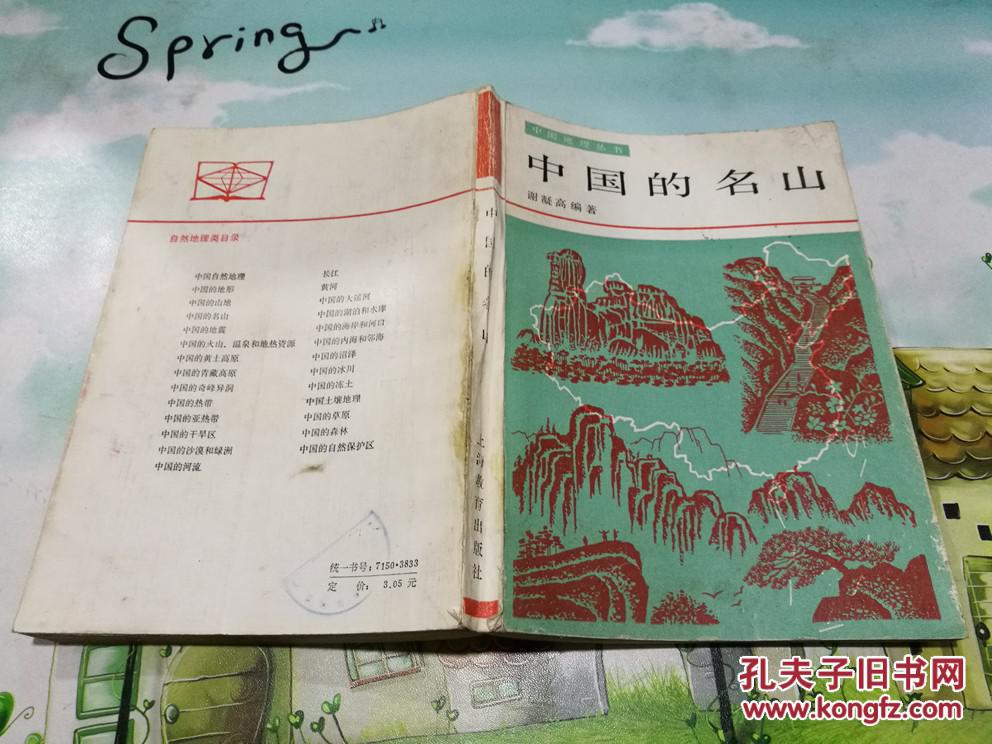 Spring
自然地理类目录
中国自然地理
中国的地形
中国的山地
中国的名山
中国的地震
中国的火山、温泉和地热资源
中国的黄土高原
中国的青藏高原
中国的奇峰异洞
中国的热带
中国的亚热带
中国的干旱区
中国的沙漠和绿洲
中国的河流
长江
黄河
中国的大运河
中国的湖泊和水库
中国的海岸和河口
中国的内海和邻海
中国的沼泽
中国的冰川
中国的冻土
中国土壤地理
中国的草原
中国的森林
中国的自然保护区
统一书号：7150·3833
定 价：3.05 元
中国的名山
上海教育出版社
中国地理丛书
中国的名山
谢凝高编著
孔夫子旧书网
www.kongfz.com